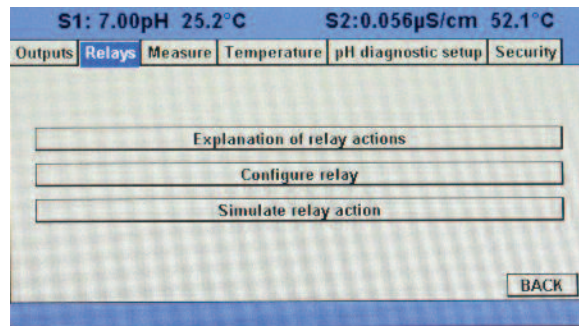 S1: 7.00pH 25.2°C S2:0.056µS/cm 52.1°C
Outputs Relays Measure Temperature pH diagnostic setup Security
Explanation of relay actions
Configure relay
Simulate relay action
BACK